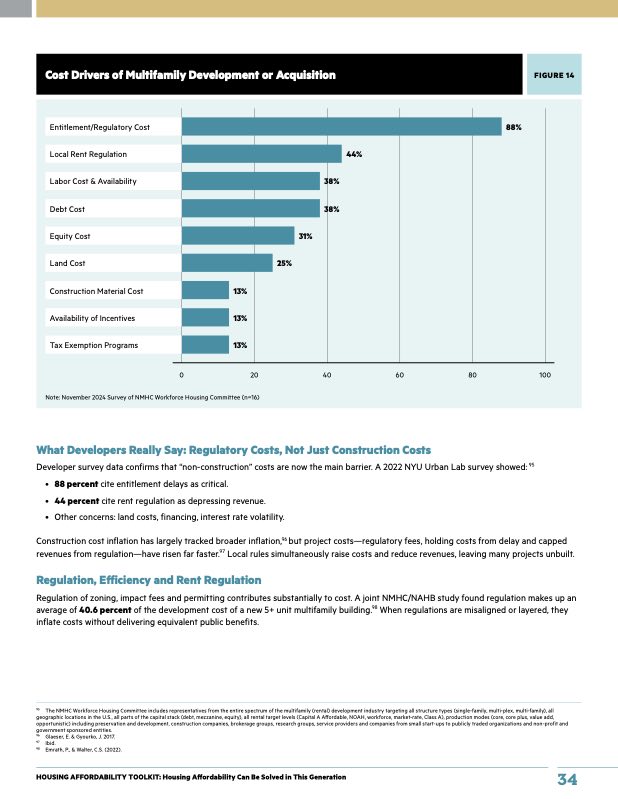 Cost Drivers of Multifamily Development or Acquisition
FIGURE 14
Entitlement/Regulatory Cost
88%
Local Rent Regulation
44%
Labor Cost & Availability
38%
Debt Cost
38%
Equity Cost
31%
Land Cost
25%
Construction Material Cost
13%
Availability of Incentives
13%
Tax Exemption Programs
13%
0 20 40 60 80 100
Note: November 2024 Survey of NMHC Workforce Housing Committee (n=16)
What Developers Really Say: Regulatory Costs, Not Just Construction Costs
Developer survey data confirms that “non-construction” costs are now the main barrier. A 2022 NYU Urban Lab survey showed: 95
• 88 percent cite entitlement delays as critical.
• 44 percent cite rent regulation as depressing revenue.
• Other concerns: land costs, financing, interest rate volatility.
Construction cost inflation has largely tracked broader inflation,96 but project costs—regulatory fees, holding costs from delay and capped
revenues from regulation—have risen far faster.97 Local rules simultaneously raise costs and reduce revenues, leaving many projects unbuilt.
Regulation, Efficiency and Rent Regulation
Regulation of zoning, impact fees and permitting contributes substantially to cost. A joint NMHC/NAHB study found regulation makes up an
average of 40.6 percent of the development cost of a new 5+ unit multifamily building.98 When regulations are misaligned or layered, they
inflate costs without delivering equivalent public benefits.
95 The NMHC Workforce Housing Committee includes representatives from the entire spectrum of the multifamily (rental) development industry targeting all structure types (single-family, multi-plex, multi-family), all
geographic locations in the U.S., all parts of the capital stack (debt, mezzanine, equity), all rental target levels (Capital A Affordable, NOAH, workforce, market-rate, Class A), production modes (core, core plus, value add,
opportunistic) including preservation and development, construction companies, brokerage groups, research groups, service providers and companies from small start-ups to publicly traded organizations and non-profit and
government sponsored entities.
96 Glaeser, E. & Gyourko, J. 2017.
97 Ibid.
98 Emrath, P., & Walter, C.S. (2022).
HOUSING AFFORDABILITY TOOLKIT: Housing Affordability Can Be Solved in This Generation
34